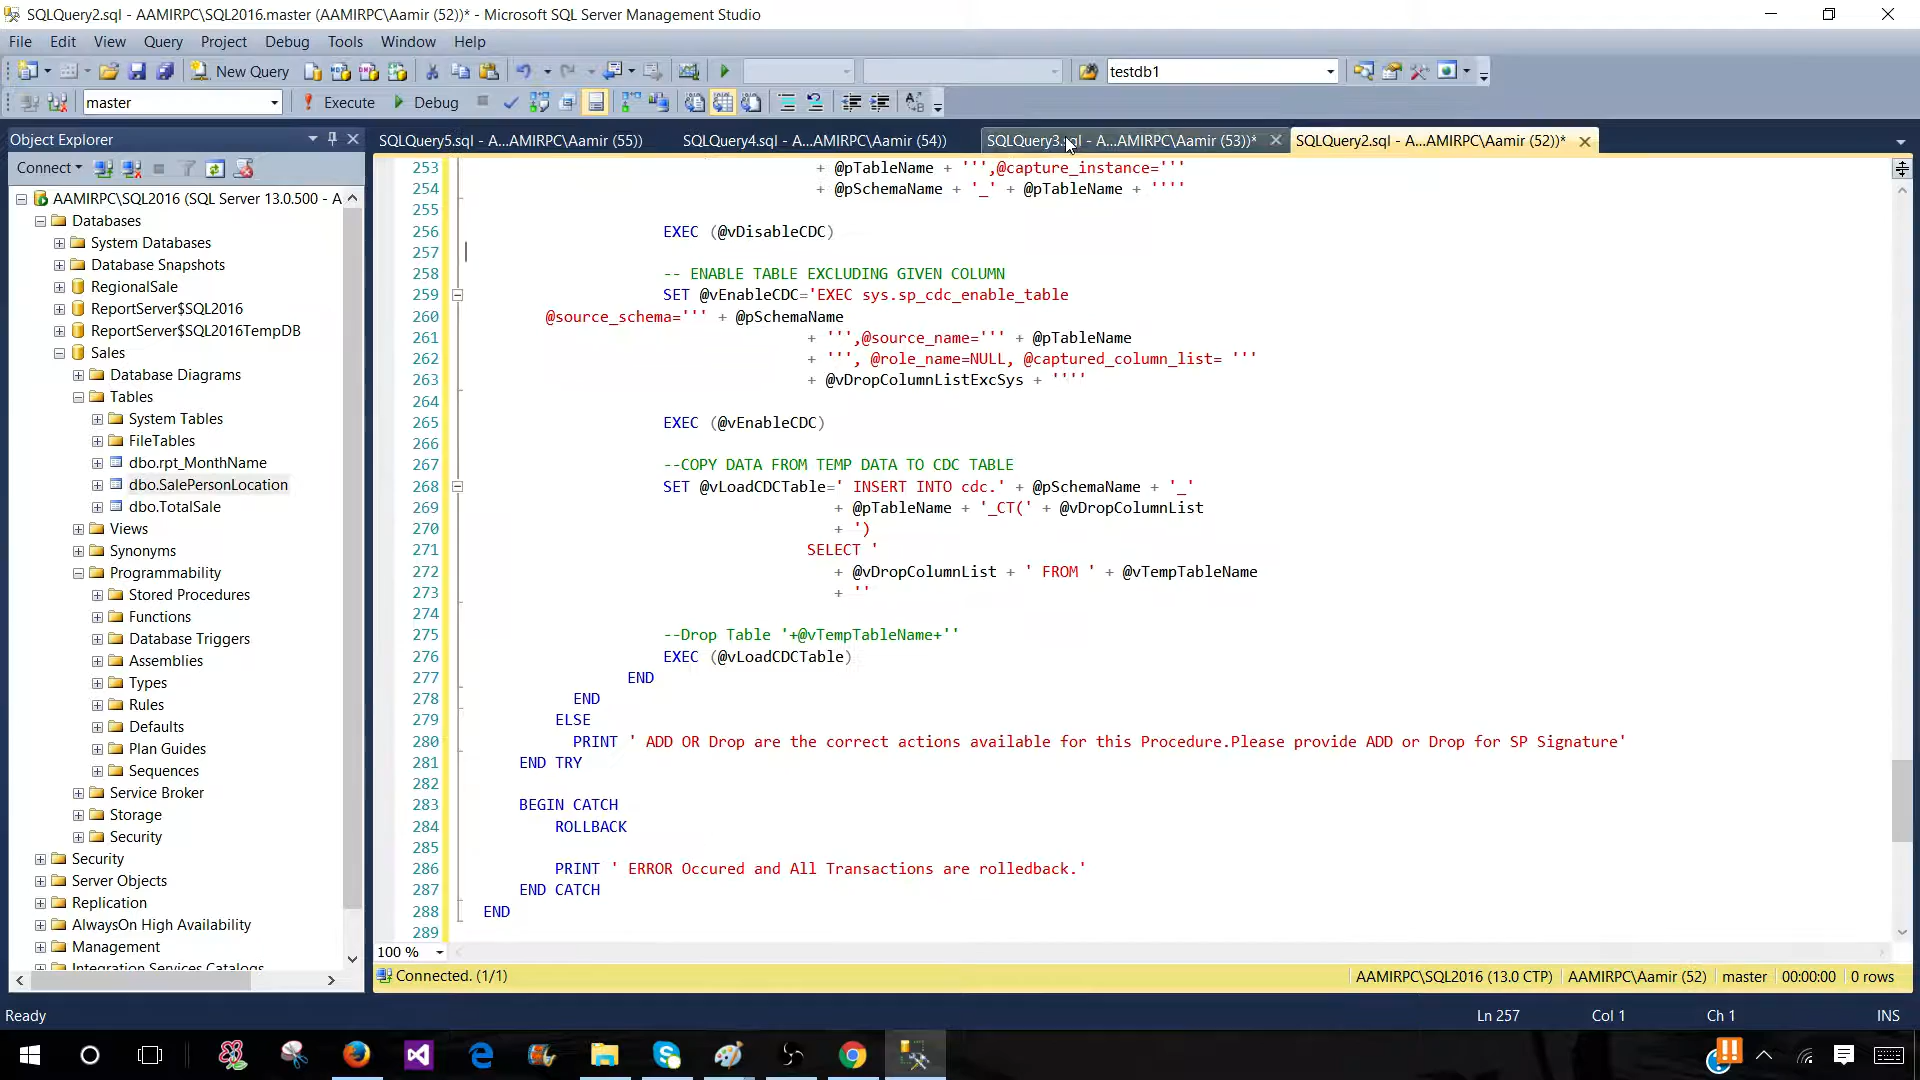 SQLQuery2.sql - AAMIRPC\SQL2016.master (AAMIRPC\Aamir (52))* - Microsoft SQL Server Management Studio
File Edit View Query Project Debug Tools Window Help
New Query testdb1
master Execute Debug
Object Explorer
SQLQuery5.sql - A...AMIRPC\Aamir (55)) SQLQuery4.sql - A...AMIRPC\Aamir (54)) SQLQuery3.sql - A...AMIRPC\Aamir (53))* SQLQuery2.sql - A...AMIRPC\Aamir (52))*
Connect
AAMIRPC\SQL2016 (SQL Server 13.0.500 - A
Databases
System Databases
Database Snapshots
RegionalSale
ReportServer$SQL2016
ReportServer$SQL2016TempDB
Sales
Database Diagrams
Tables
System Tables
FileTables
dbo.rpt_MonthName
dbo.SalePersonLocation
dbo.TotalSale
Views
Synonyms
Programmability
Stored Procedures
Functions
Database Triggers
Assemblies
Types
Rules
Defaults
Plan Guides
Sequences
Service Broker
Storage
Security
Security
Server Objects
Replication
AlwaysOn High Availability
Management
Integration Services Catalogs
253 + @pTableName + ''',@capture_instance='''
254 + @pSchemaName + '_' + @pTableName + ''''
255
256 EXEC (@vDisableCDC)
257
258 -- ENABLE TABLE EXCLUDING GIVEN COLUMN
259 SET @vEnableCDC='EXEC sys.sp_cdc_enable_table
260 @source_schema=''' + @pSchemaName
261 + ''',@source_name=''' + @pTableName
262 + ''', @role_name=NULL, @captured_column_list= '''
263 + @vDropColumnListExcSys + ''''
264
265 EXEC (@vEnableCDC)
266
267 --COPY DATA FROM TEMP DATA TO CDC TABLE
268 SET @vLoadCDCTable=' INSERT INTO cdc.' + @pSchemaName + '_'
269 + @pTableName + '_CT(' + @vDropColumnList
270 + ')
271 SELECT '
272 + @vDropColumnList + ' FROM ' + @vTempTableName
273 + ''
274
275 --Drop Table '+@vTempTableName+''
276 EXEC (@vLoadCDCTable)
277 END
278 END
279 ELSE
280 PRINT ' ADD OR Drop are the correct actions available for this Procedure.Please provide ADD or Drop for SP Signature'
281 END TRY
282
283 BEGIN CATCH
284 ROLLBACK
285
286 PRINT ' ERROR Occured and All Transactions are rolledback.'
287 END CATCH
288 END
289
100 %
Connected. (1/1) AAMIRPC\SQL2016 (13.0 CTP) AAMIRPC\Aamir (52) master 00:00:00 0 rows
Ready Ln 257 Col 1 Ch 1 INS